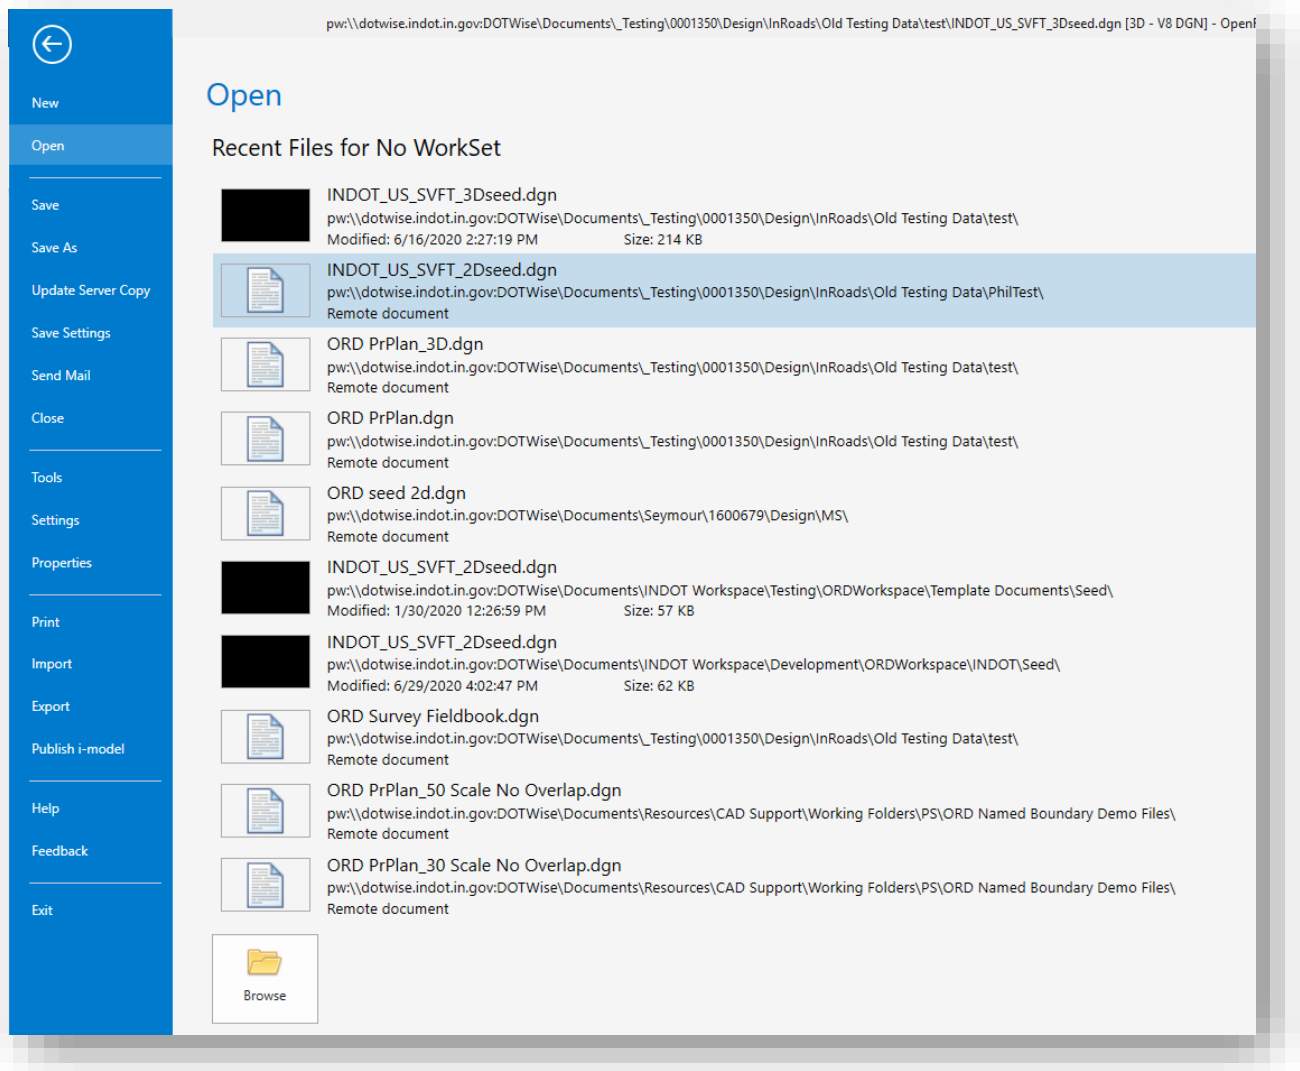 pw:\\dotwise.indot.in.gov:DOTWise\Documents\_Testing\0001350\Design\InRoads\Old Testing Data\test\INDOT_US_SVFT_3Dseed.dgn [3D - V8 DGN] - Open
New
Open
Save
Save As
Update Server Copy
Save Settings
Send Mail
Close
Tools
Settings
Properties
Print
Import
Export
Publish i-model
Help
Feedback
Exit
Open
Recent Files for No WorkSet
INDOT_US_SVFT_3Dseed.dgn
pw:\\dotwise.indot.in.gov:DOTWise\Documents\_Testing\0001350\Design\InRoads\Old Testing Data\test\
Modified: 6/16/2020 2:27:19 PM Size: 214 KB
INDOT_US_SVFT_2Dseed.dgn
pw:\\dotwise.indot.in.gov:DOTWise\Documents\_Testing\0001350\Design\InRoads\Old Testing Data\PhilTest\
Remote document
ORD PrPlan_3D.dgn
pw:\\dotwise.indot.in.gov:DOTWise\Documents\_Testing\0001350\Design\InRoads\Old Testing Data\test\
Remote document
ORD PrPlan.dgn
pw:\\dotwise.indot.in.gov:DOTWise\Documents\_Testing\0001350\Design\InRoads\Old Testing Data\test\
Remote document
ORD seed 2d.dgn
pw:\\dotwise.indot.in.gov:DOTWise\Documents\Seymour\1600679\Design\MS\
Remote document
INDOT_US_SVFT_2Dseed.dgn
pw:\\dotwise.indot.in.gov:DOTWise\Documents\INDOT Workspace\Testing\ORDWorkspace\Template Documents\Seed\
Modified: 1/30/2020 12:26:59 PM Size: 57 KB
INDOT_US_SVFT_2Dseed.dgn
pw:\\dotwise.indot.in.gov:DOTWise\Documents\INDOT Workspace\Development\ORDWorkspace\INDOT\Seed\
Modified: 6/29/2020 4:02:47 PM Size: 62 KB
ORD Survey Fieldbook.dgn
pw:\\dotwise.indot.in.gov:DOTWise\Documents\_Testing\0001350\Design\InRoads\Old Testing Data\test\
Remote document
ORD PrPlan_50 Scale No Overlap.dgn
pw:\\dotwise.indot.in.gov:DOTWise\Documents\Resources\CAD Support\Working Folders\PS\ORD Named Boundary Demo Files\
Remote document
ORD PrPlan_30 Scale No Overlap.dgn
pw:\\dotwise.indot.in.gov:DOTWise\Documents\Resources\CAD Support\Working Folders\PS\ORD Named Boundary Demo Files\
Remote document
Browse